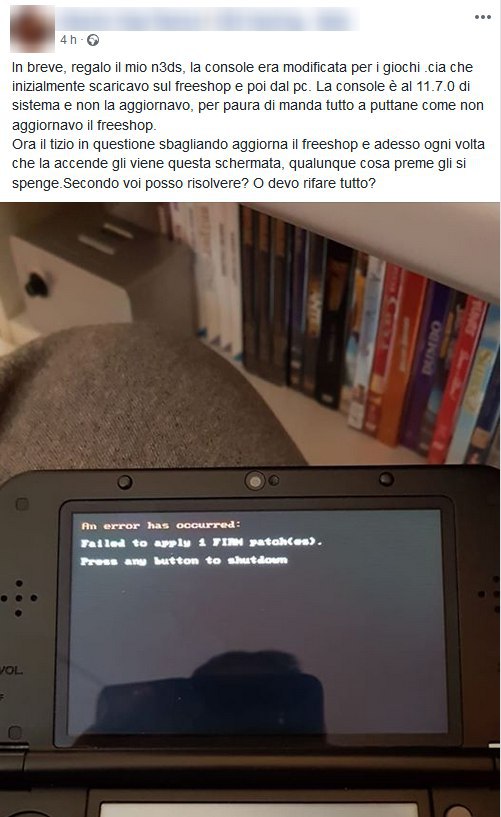 4 h
In breve, regalo il mio n3ds, la console era modificata per i giochi .cia che
inizialmente scaricavo sul freeshop e poi dal pc. La console è al 11.7.0 di
sistema e non la aggiornavo, per paura di manda tutto a puttane come non
aggiornavo il freeshop.
Ora il tizio in questione sbagliando aggiorna il freeshop e adesso ogni volta
che la accende gli viene questa schermata, qualunque cosa preme gli si
spenge.Secondo voi posso risolvere? O devo rifare tutto?
DUMBO
An error has occurred:
Failed to apply 1 FIRM patch(es).
Press any button to shutdown
VOL.